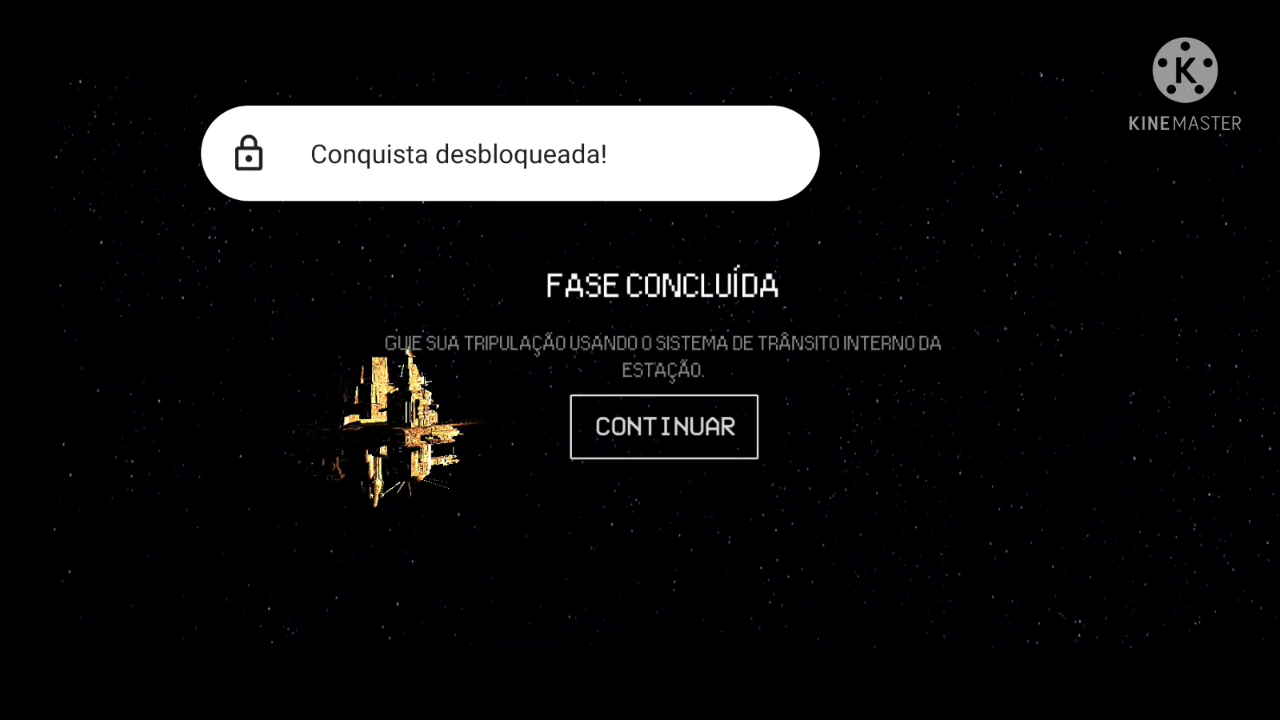 KINEMASTER
Conquista desbloqueada!
FASE CONCLUÍDA
GUIE SUA TRIPULAÇÃO USANDO O SISTEMA DE TRÂNSITO INTERNO DA
ESTAÇÃO.
CONTINUAR